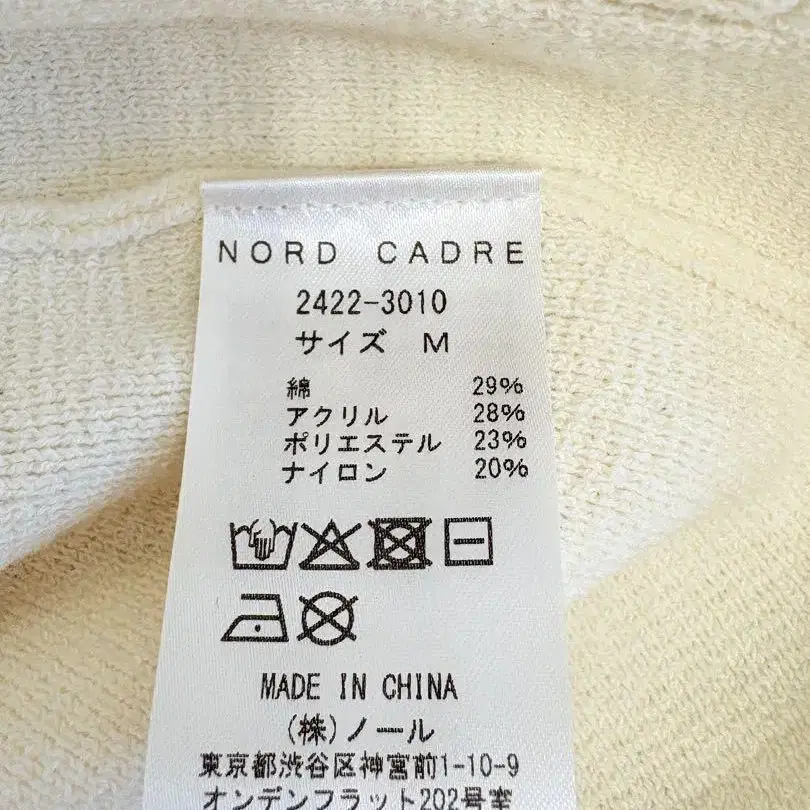 NORD CADRE
2422-3010
サイズ M
綿 29%
アクリル 28%
ポリエステル 23%
ナイロン 20%
MADE IN CHINA
(株)ノール
東京都渋谷区神宮前1-10-9
オンデンフラット202号室